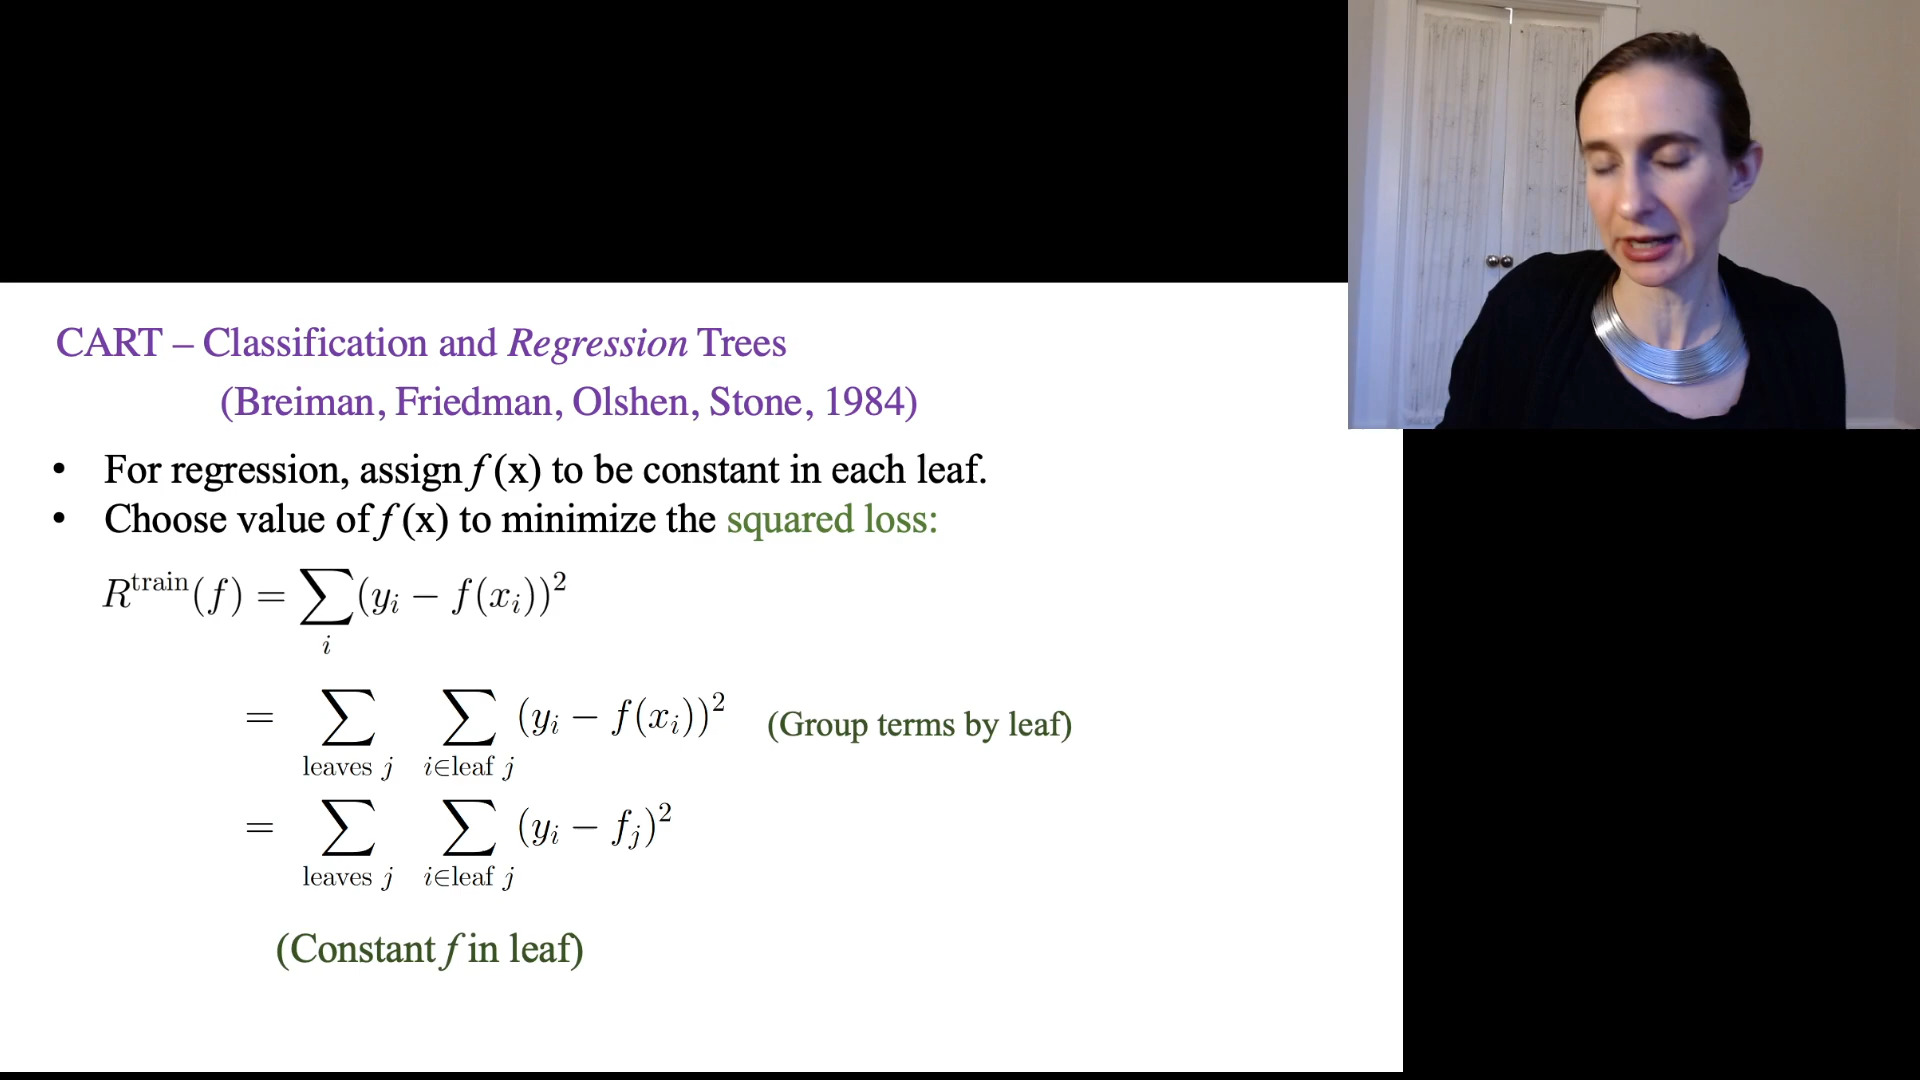 CART – Classification and Regression Trees
(Breiman, Friedman, Olshen, Stone, 1984)
• For regression, assign f (x) to be constant in each leaf.
• Choose value of f (x) to minimize the squared loss:
R^train(f) = ∑_i (y_i − f(x_i))²
= ∑_{leaves j} ∑_{i∈leaf j} (y_i − f(x_i))² (Group terms by leaf)
= ∑_{leaves j} ∑_{i∈leaf j} (y_i − f_j)²
(Constant f in leaf)